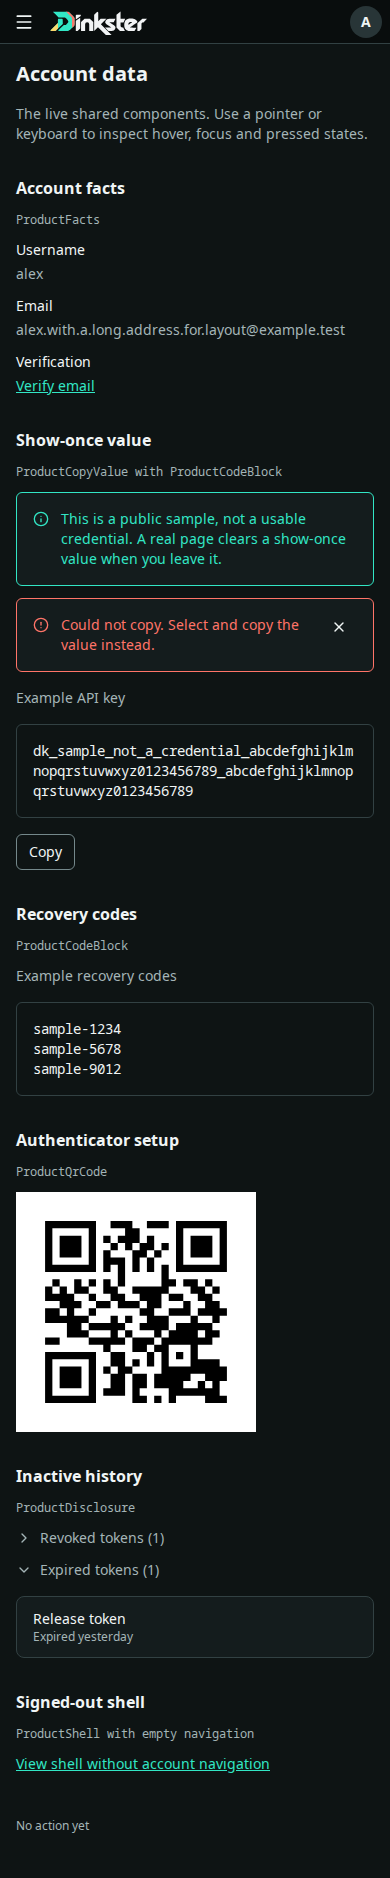 Dinkster
A
Account data
The live shared components. Use a pointer or
keyboard to inspect hover, focus and pressed states.
Account facts
ProductFacts
Username
alex
Email
alex.with.a.long.address.for.layout@example.test
Verification
Verify email
Show-once value
ProductCopyValue with ProductCodeBlock
This is a public sample, not a usable
credential. A real page clears a show-once
value when you leave it.
Could not copy. Select and copy the
value instead.
Example API key
dk_sample_not_a_credential_abcdefghijklm
nopqrstuvwxyz0123456789_abcdefghijklmnop
qrstuvwxyz0123456789
Copy
Recovery codes
ProductCodeBlock
Example recovery codes
sample-1234
sample-5678
sample-9012
Authenticator setup
ProductQrCode
Inactive history
ProductDisclosure
Revoked tokens (1)
Expired tokens (1)
Release token
Expired yesterday
Signed-out shell
ProductShell with empty navigation
View shell without account navigation
No action yet